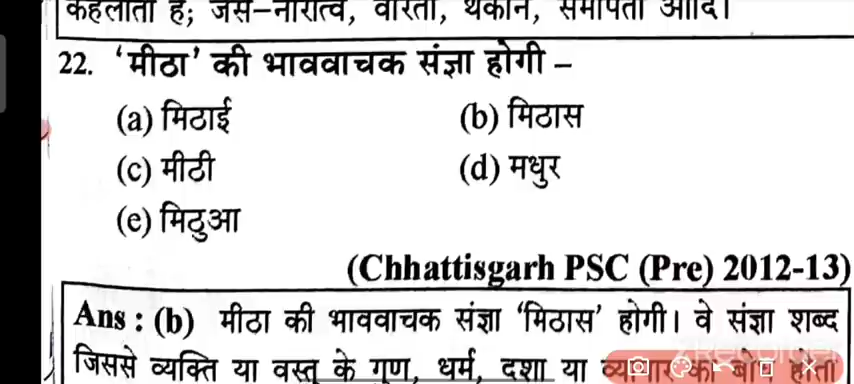 कहलाता है; जैसे–नारीत्व, वीरता, थकान, समीपता आदि।
22. ‘मीठा’ की भाववाचक संज्ञा होगी –
(a) मिठाई (b) मिठास
(c) मीठी (d) मधुर
(e) मिठुआ
(Chhattisgarh PSC (Pre) 2012-13)
Ans : (b) मीठा की भाववाचक संज्ञा ‘मिठास’ होगी। वे संज्ञा शब्द
जिससे व्यक्ति या वस्तु के गुण, धर्म, दशा या का बोध होता